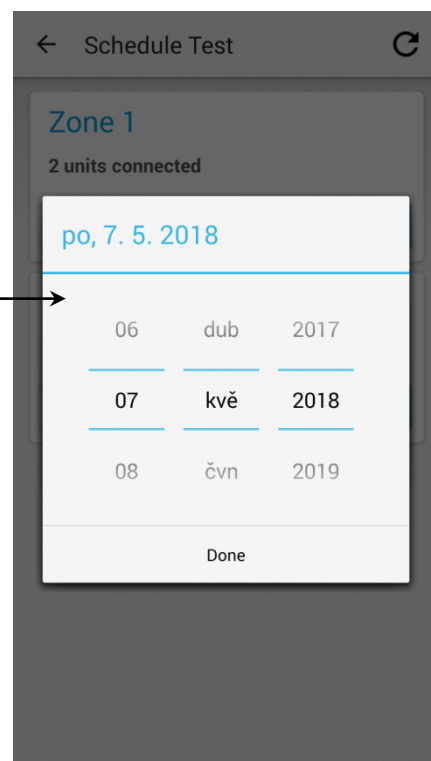 Schedule Test
Zone 1
2 units connected
po, 7. 5. 2018
06 dub 2017
07 kvě 2018
08 čvn 2019
Done